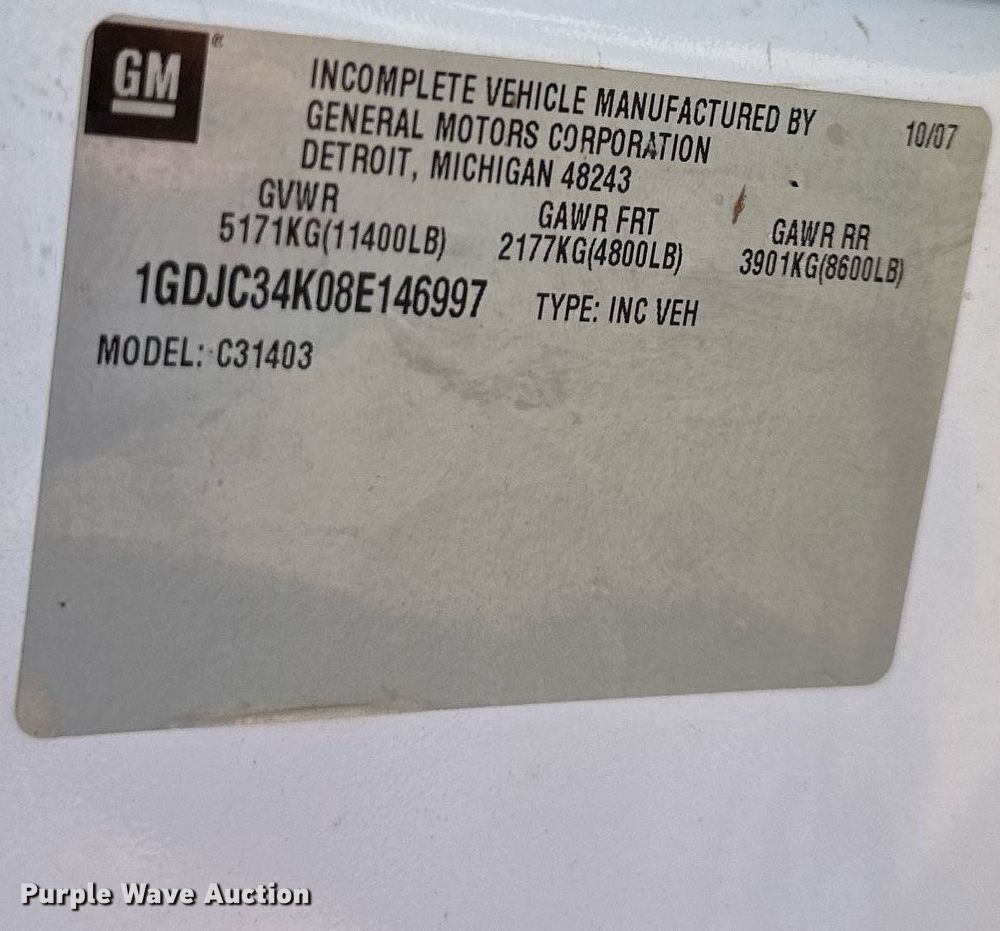 GM
INCOMPLETE VEHICLE MANUFACTURED BY
GENERAL MOTORS CORPORATION
DETROIT, MICHIGAN 48243
10/07
GVWR
5171KG(11400LB)
GAWR FRT
2177KG(4800LB)
GAWR RR
3901KG(8600LB)
1GDJC34K08E146997
TYPE: INC VEH
MODEL: C31403
Purple Wave Auction